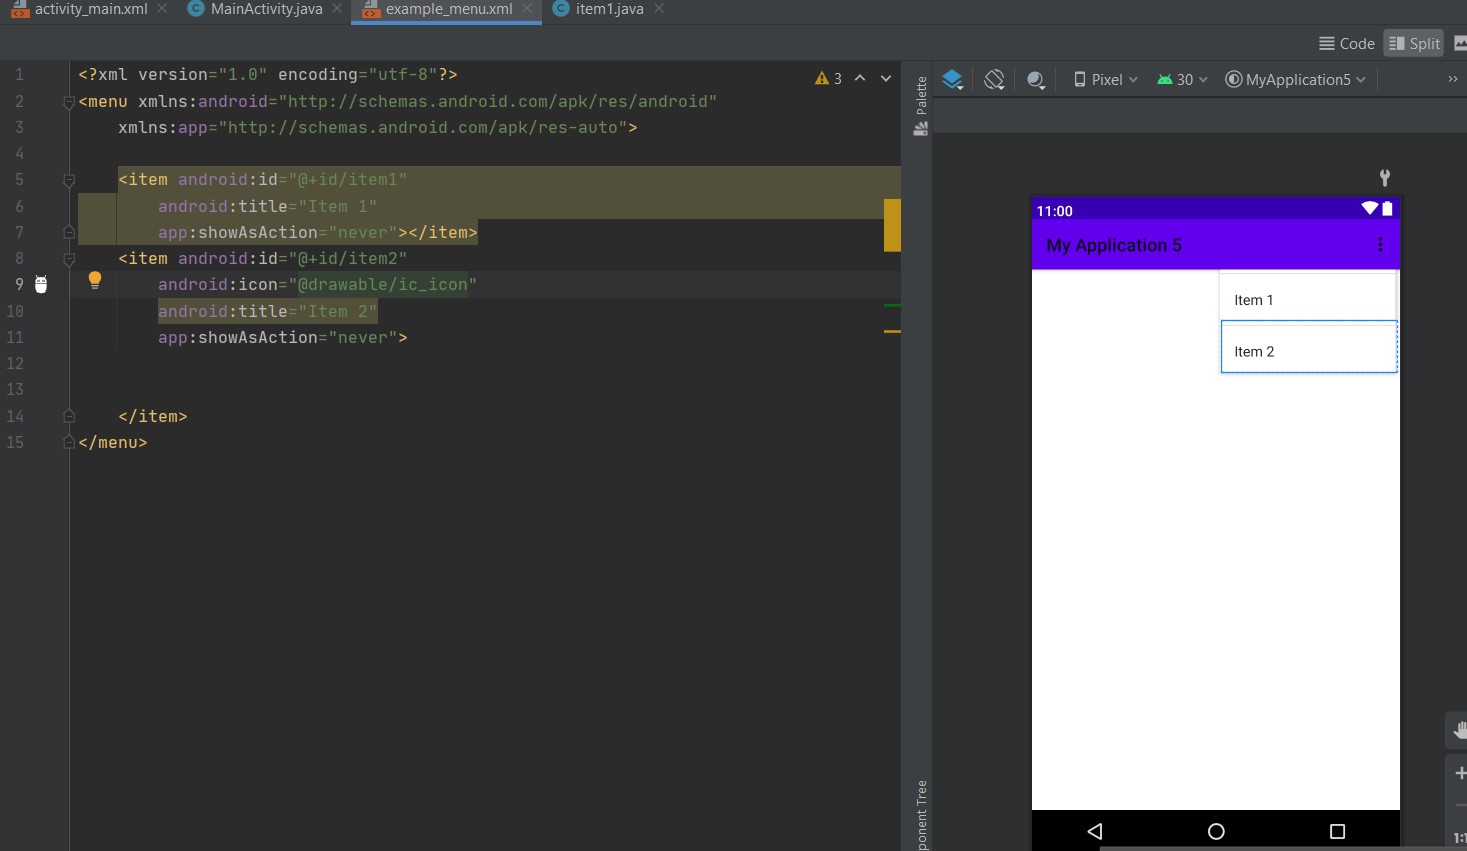 activity_main.xml MainActivity.java example_menu.xml item1.java
Code Split
1 <?xml version="1.0" encoding="utf-8"?>
2 <menu xmlns:android="http://schemas.android.com/apk/res/android"
3 xmlns:app="http://schemas.android.com/apk/res-auto">
4
5 <item android:id="@+id/item1"
6 android:title="Item 1"
7 app:showAsAction="never"></item>
8 <item android:id="@+id/item2"
9 android:icon="@drawable/ic_icon"
10 android:title="Item 2"
11 app:showAsAction="never">
12
13
14 </item>
15 </menu>
3
Palette
Pixel 30 MyApplication5 »
11:00
My Application 5
Item 1
Item 2
ponent Tree
1:1